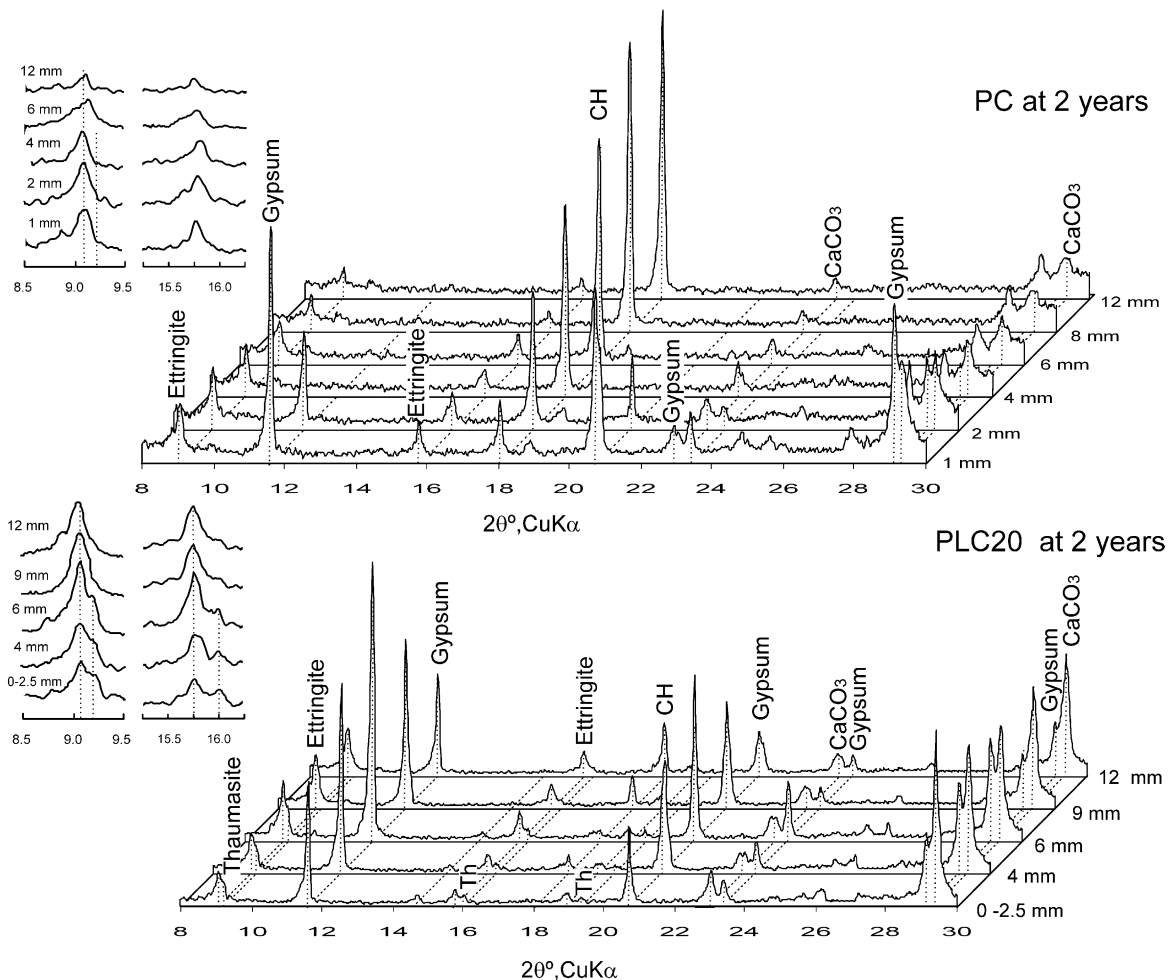 PC at 2 years
12 mm
6 mm
4 mm
2 mm
1 mm
8.5 9.0 9.5 15.5 16.0
Ettringite
Gypsum
Ettringite
CH
Gypsum
CaCO3
Gypsum
CaCO3
12 mm
8 mm
6 mm
4 mm
2 mm
1 mm
8 10 12 14 16 18 20 22 24 26 28 30
2θº,CuKα
PLC20 at 2 years
12 mm
9 mm
6 mm
4 mm
0-2.5 mm
8.5 9.0 9.5 15.5 16.0
Thaumasite
Ettringite
Gypsum
Th
Ettringite
Th
CH
Gypsum
CaCO3
Gypsum
Gypsum
CaCO3
12 mm
9 mm
6 mm
4 mm
0 -2.5 mm
8 10 12 14 16 18 20 22 24 26 28 30
2θº,CuKα